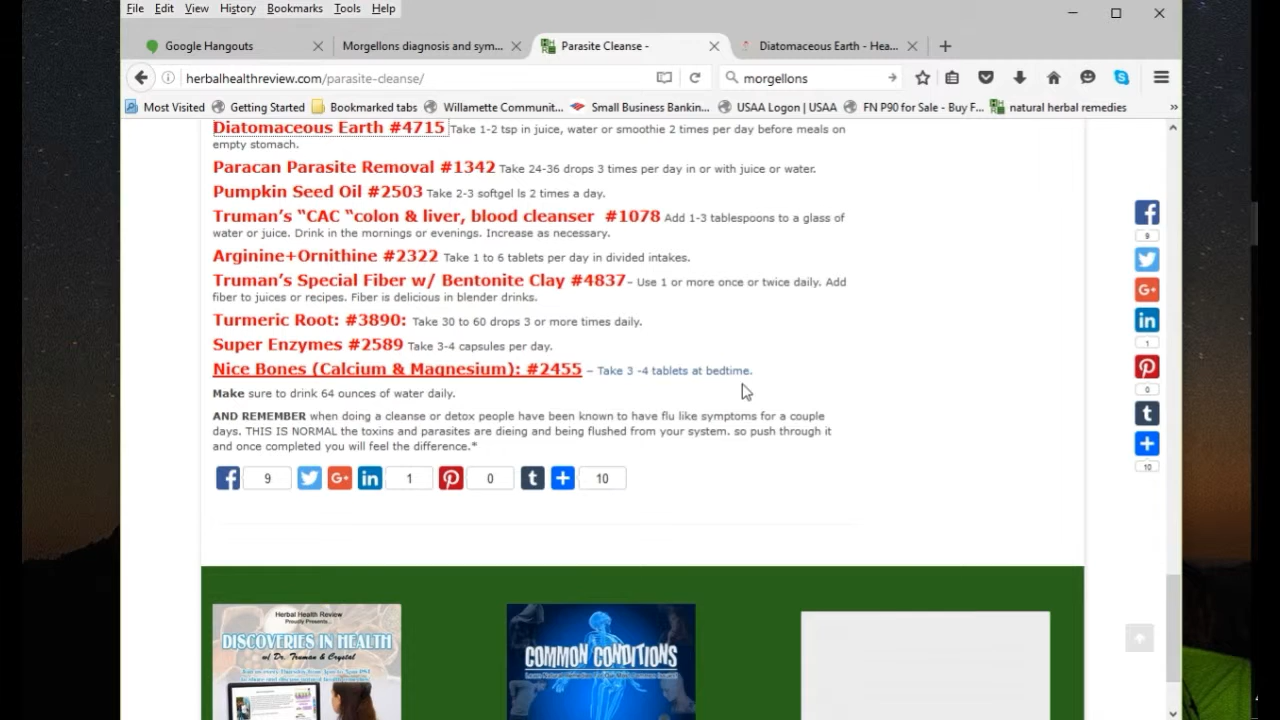 File Edit View History Bookmarks Tools Help
Google Hangouts
Morgellons diagnosis and sym...
Parasite Cleanse -
Diatomaceous Earth - Hea...
herbalhealthreview.com/parasite-cleanse/
morgellons
Most Visited Getting Started Bookmarked tabs Willamette Communit... Small Business Bankin... USAA Logon | USAA FN P90 for Sale - Buy F... natural herbal remedies »
Diatomaceous Earth #4715 Take 1-2 tsp in juice, water or smoothie 2 times per day before meals on
empty stomach.
Paracan Parasite Removal #1342 Take 24-36 drops 3 times per day in or with juice or water.
Pumpkin Seed Oil #2503 Take 2-3 softgel ls 2 times a day.
Truman’s “CAC “colon & liver, blood cleanser #1078 Add 1-3 tablespoons to a glass of
water or juice. Drink in the mornings or evenings. Increase as necessary.
Arginine+Ornithine #2322 Take 1 to 6 tablets per day in divided intakes.
Truman’s Special Fiber w/ Bentonite Clay #4837– Use 1 or more once or twice daily. Add
fiber to juices or recipes. Fiber is delicious in blender drinks.
Turmeric Root: #3890: Take 30 to 60 drops 3 or more times daily.
Super Enzymes #2589 Take 3-4 capsules per day.
Nice Bones (Calcium & Magnesium): #2455 – Take 3 -4 tablets at bedtime.
Make sure to drink 64 ounces of water daily.
AND REMEMBER when doing a cleanse or detox people have been known to have flu like symptoms for a couple
days. THIS IS NORMAL the toxins and parasites are dieing and being flushed from your system. so push through it
and once completed you will feel the difference.*
9 1 0 10
9
1
0
10
Herbal Health Review
Proudly Presents...
DISCOVERIES IN HEALTH
w/ Dr. Truman & Crystal
COMMON CONDITIONS